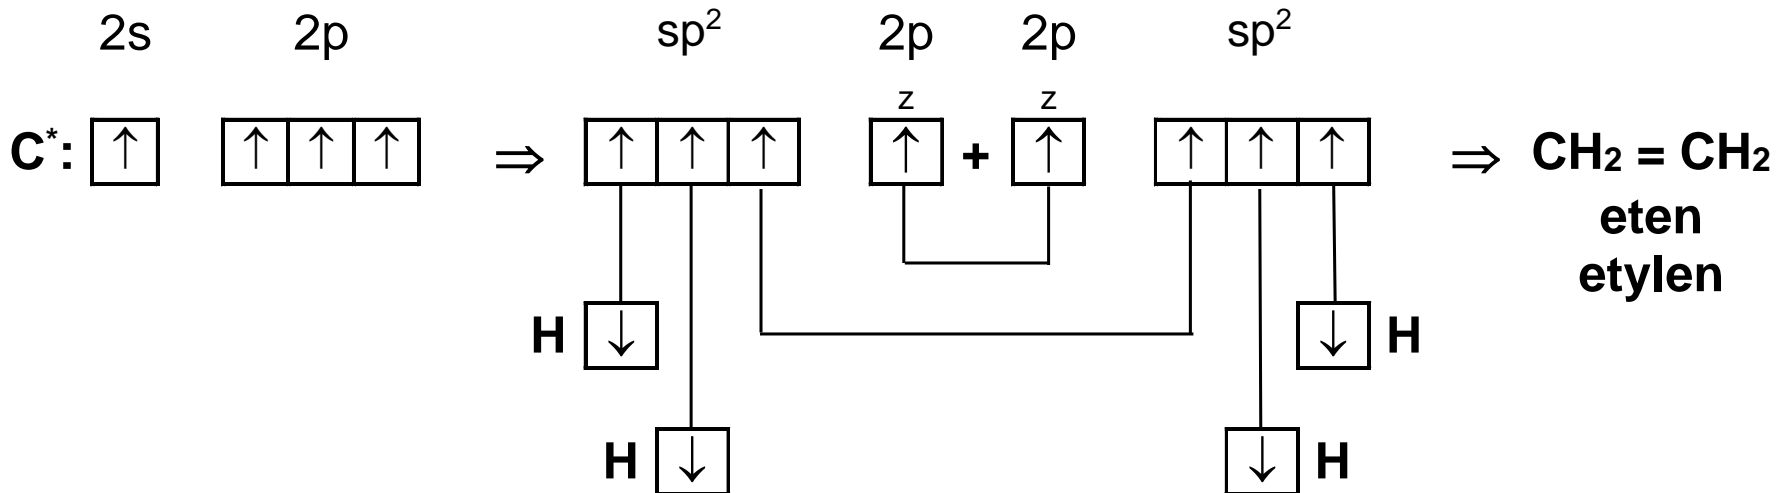 2s 2p sp² 2p 2p sp²
z z
C*: ↑ ↑ ↑ ↑ ⇒ ↑ ↑ ↑ ↑ + ↑ ↑ ↑ ↑ ⇒ CH₂ = CH₂
eten
etylen
H ↓ ↓ H
H ↓ ↓ H